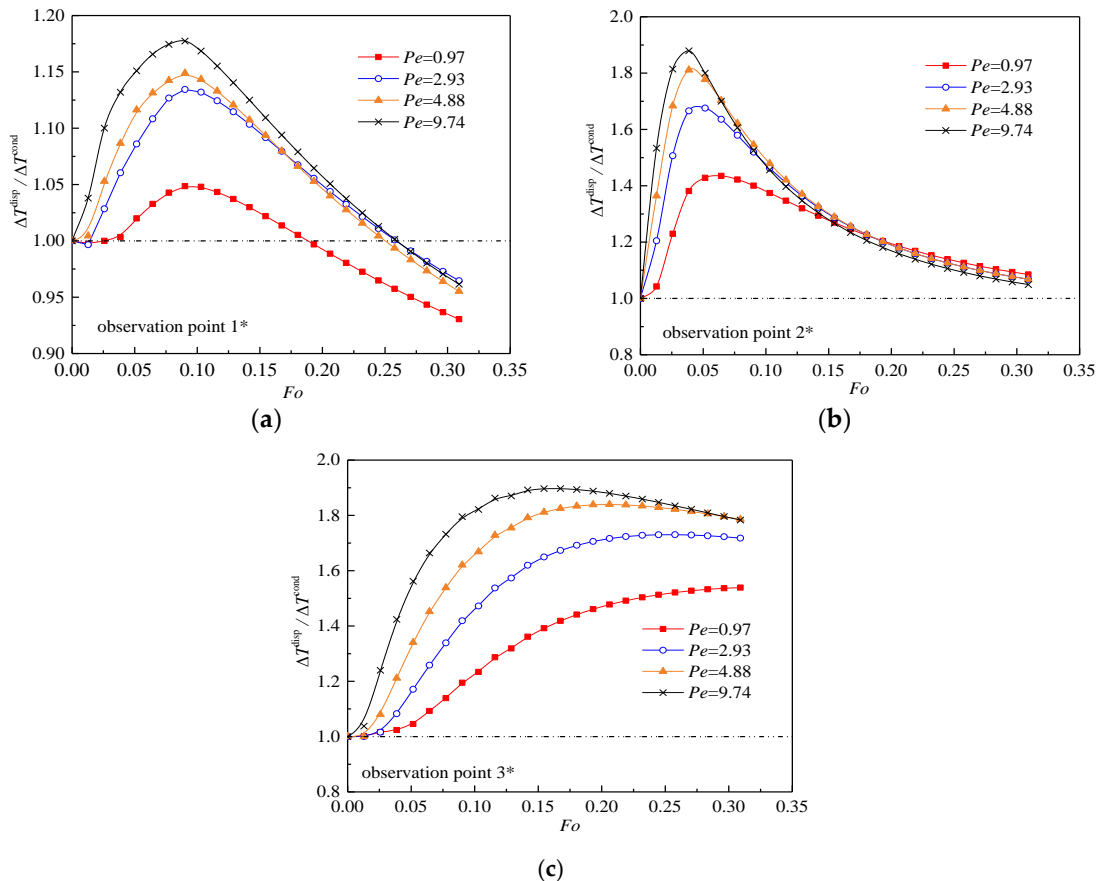 (a)
ΔT^disp / ΔT^cond
1.20
1.15
1.10
1.05
1.00
0.95
0.90
Pe=0.97
Pe=2.93
Pe=4.88
Pe=9.74
observation point 1*
0.00 0.05 0.10 0.15 0.20 0.25 0.30 0.35
Fo
(b)
ΔT^disp / ΔT^cond
2.0
1.8
1.6
1.4
1.2
1.0
0.8
Pe=0.97
Pe=2.93
Pe=4.88
Pe=9.74
observation point 2*
0.00 0.05 0.10 0.15 0.20 0.25 0.30 0.35
Fo
(c)
ΔT^disp / ΔT^cond
2.0
1.8
1.6
1.4
1.2
1.0
0.8
Pe=0.97
Pe=2.93
Pe=4.88
Pe=9.74
observation point 3*
0.00 0.05 0.10 0.15 0.20 0.25 0.30 0.35
Fo